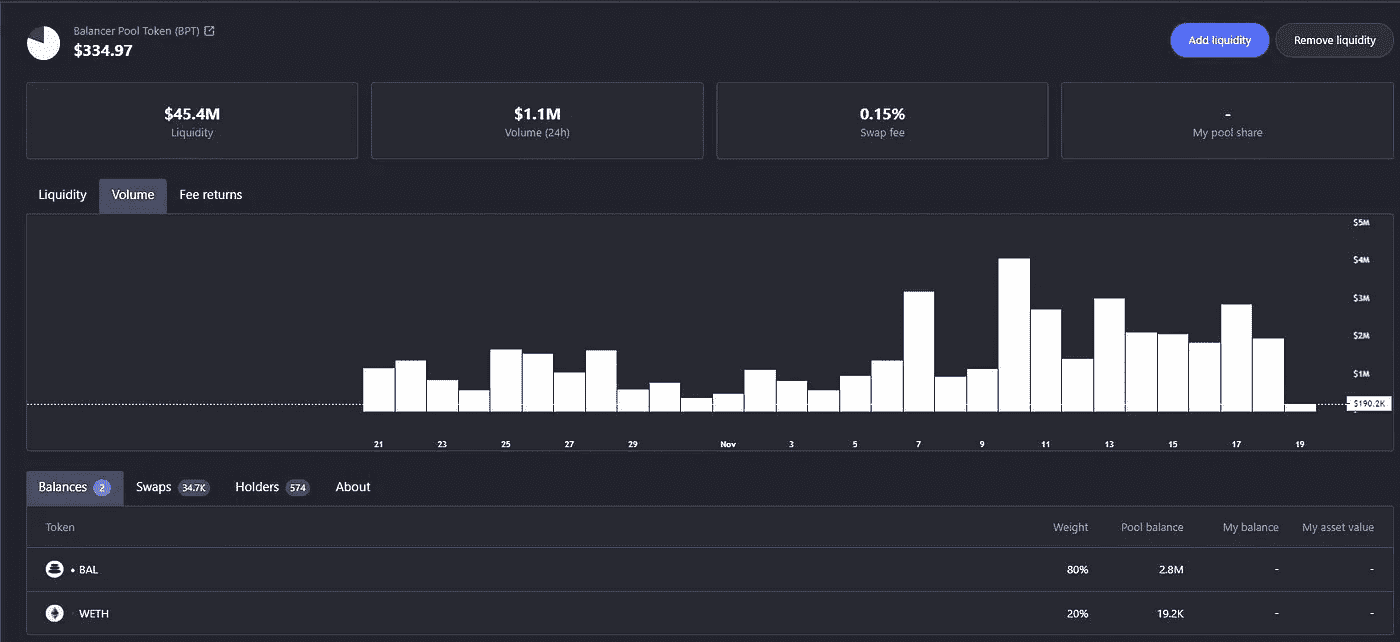 Balancer Pool Token (BPT)
$334.97
Add liquidity
Remove liquidity
$45.4M
Liquidity
$1.1M
Volume (24h)
0.15%
Swap fee
-
My pool share
Liquidity Volume Fee returns
$5M
$4M
$3M
$2M
$1M
$190.2K
21 23 25 27 29 Nov 3 5 7 9 11 13 15 17 19
Balances 2 Swaps 34.7K Holders 574 About
Token Weight Pool balance My balance My asset value
• BAL 80% 2.8M - -
WETH 20% 19.2K - -